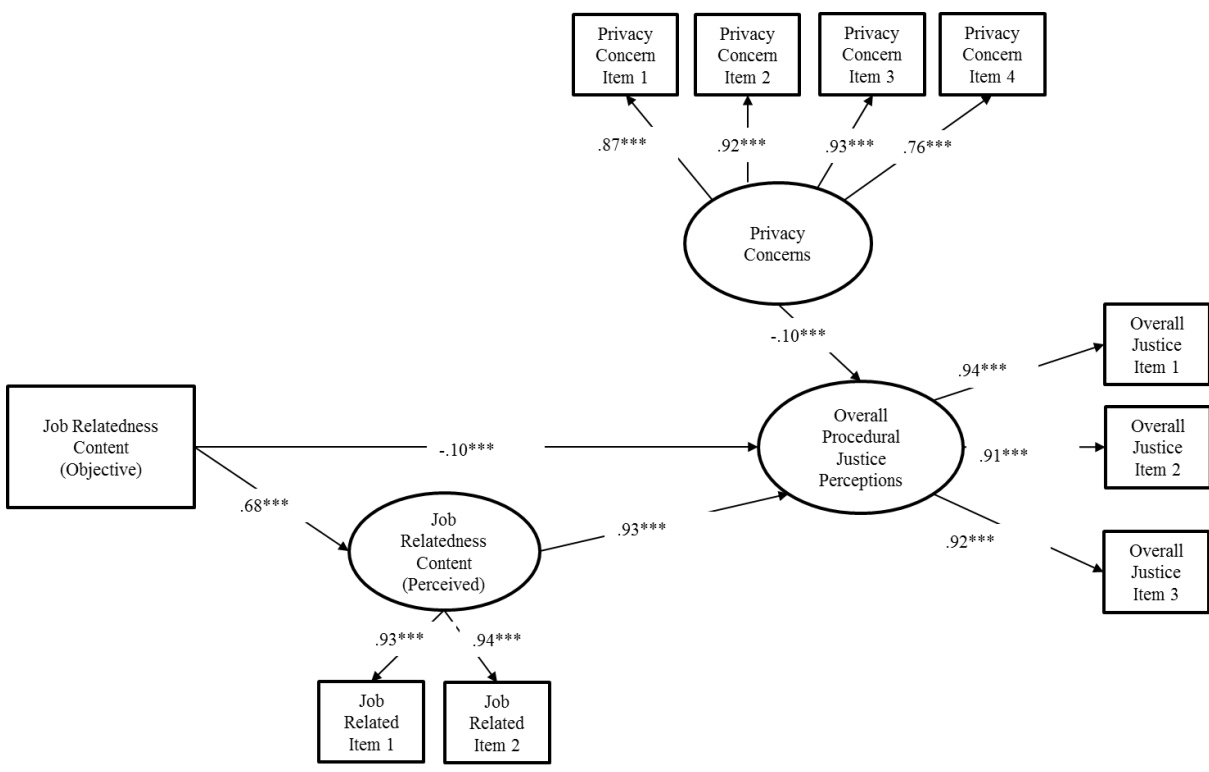 Privacy
Concern
Item 1
Privacy
Concern
Item 2
Privacy
Concern
Item 3
Privacy
Concern
Item 4
.87***
.92***
.93***
.76***
Privacy
Concerns
-.10***
Overall
Justice
Item 1
.94***
Job Relatedness
Content
(Objective)
-.10***
Overall
Procedural
Justice
Perceptions
.91***
Overall
Justice
Item 2
.68***
Job
Relatedness
Content
(Perceived)
.93***
.92***
Overall
Justice
Item 3
.93***
.94***
Job
Related
Item 1
Job
Related
Item 2